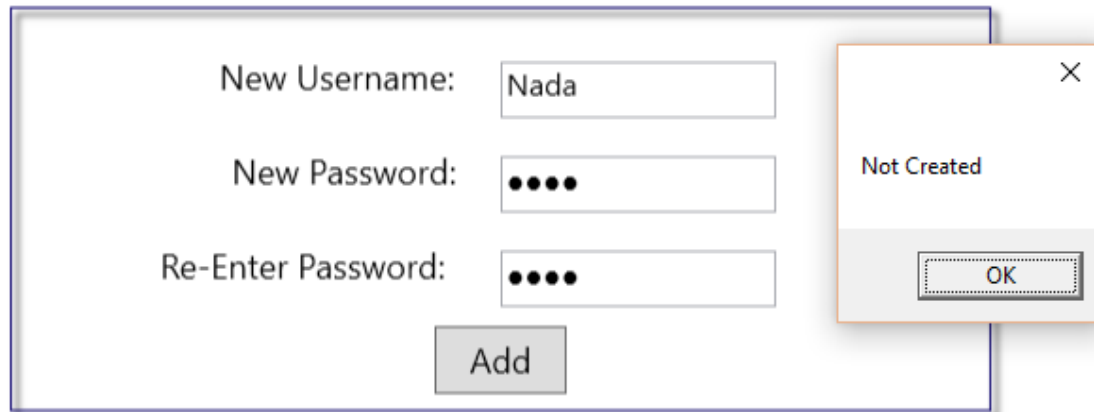 New Username: Nada
New Password: ••••
Re-Enter Password: ••••
Add
Not Created
OK